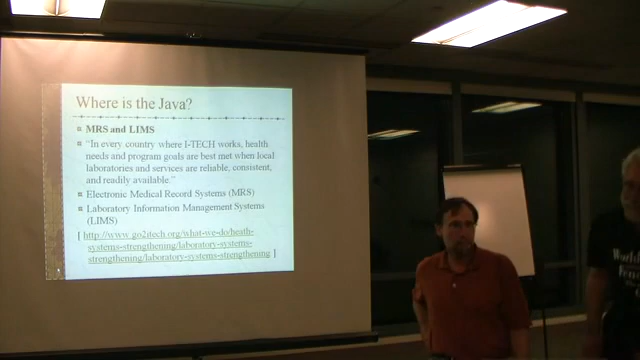 Where is the Java?
MRS and LIMS
"In every country where I-TECH works, health
needs and program goals are best met when local
laboratories and services are reliable, consistent,
and readily available."
Electronic Medical Record Systems (MRS)
Laboratory Information Management Systems
(LIMS)
[ http://www.go2itech.org/what-we-do/heath-
systems-strengthening/laboratory-systems-
strengthening/laboratory-systems-strengthening ]